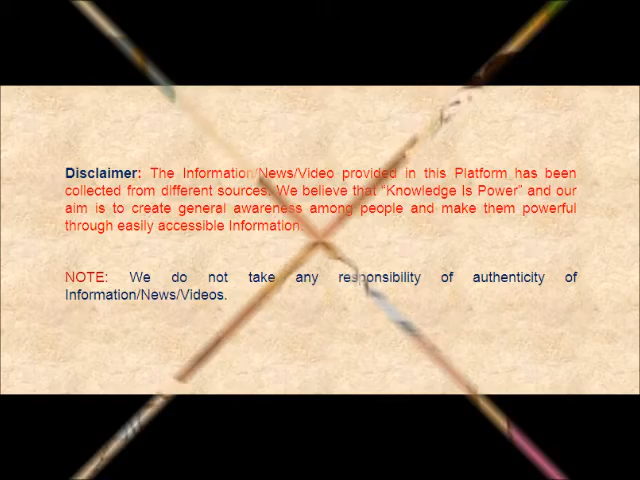 Disclaimer: The Information/News/Video provided in this Platform has been
collected from different sources. We believe that “Knowledge Is Power” and our
aim is to create general awareness among people and make them powerful
through easily accessible Information.
NOTE: We do not take any responsibility of authenticity of
Information/News/Videos.